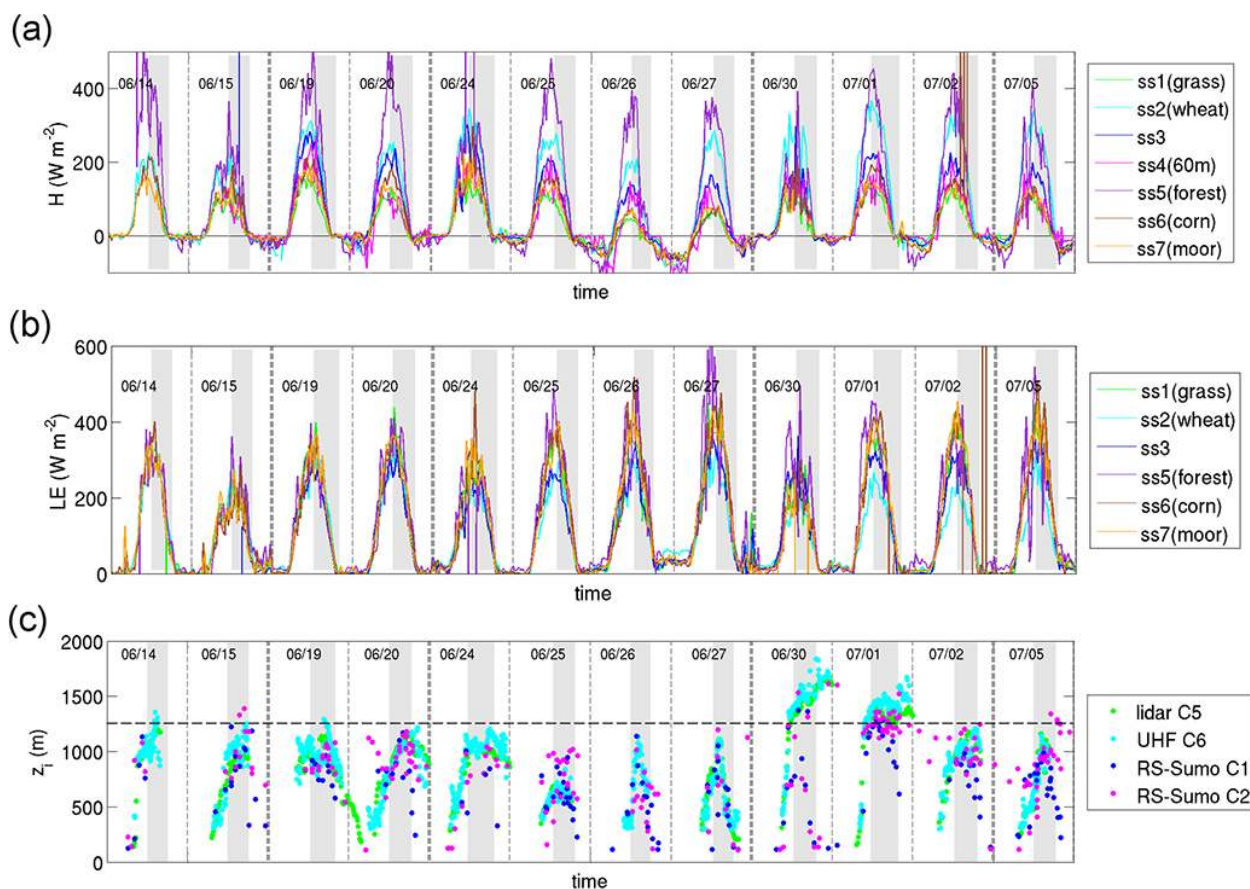 (a)
H (W m-2)
400
200
0
06/14 06/15 06/19 06/20 06/24 06/25 06/26 06/27 06/30 07/01 07/02 07/05
time
ss1(grass)
ss2(wheat)
ss3
ss4(60m)
ss5(forest)
ss6(corn)
ss7(moor)
(b)
LE (W m-2)
600
400
200
0
06/14 06/15 06/19 06/20 06/24 06/25 06/26 06/27 06/30 07/01 07/02 07/05
time
ss1(grass)
ss2(wheat)
ss3
ss5(forest)
ss6(corn)
ss7(moor)
(c)
zi (m)
2000
1500
1000
500
0
06/14 06/15 06/19 06/20 06/24 06/25 06/26 06/27 06/30 07/01 07/02 07/05
time
lidar C5
UHF C6
RS-Sumo C1
RS-Sumo C2